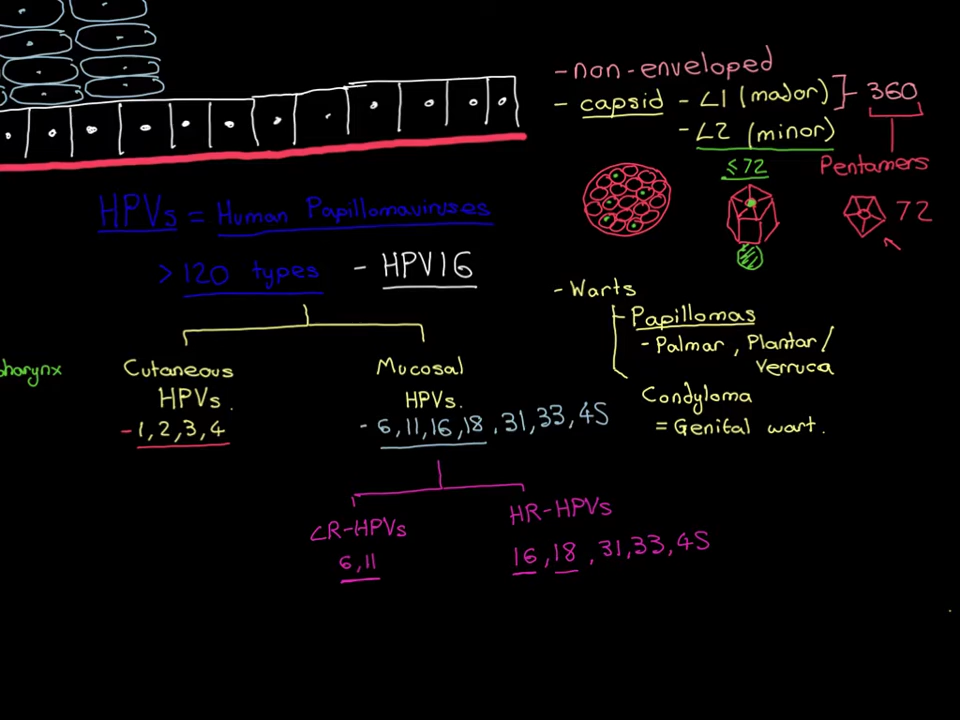 - non-enveloped
- capsid - L1 (major) - 360
- L2 (minor)
≤72
Pentamers
72
HPVs = Human Papillomaviruses
>120 types - HPV16
- Warts
Papillomas
- Palmar, Plantar/
Verruca
Condyloma
= Genital wart.
pharynx
Cutaneous
HPVs.
- 1,2,3,4
Mucosal
HPVs.
- 6,11,16,18,31,33,45
LR-HPVs
6,11
HR-HPVs
16,18,31,33,45